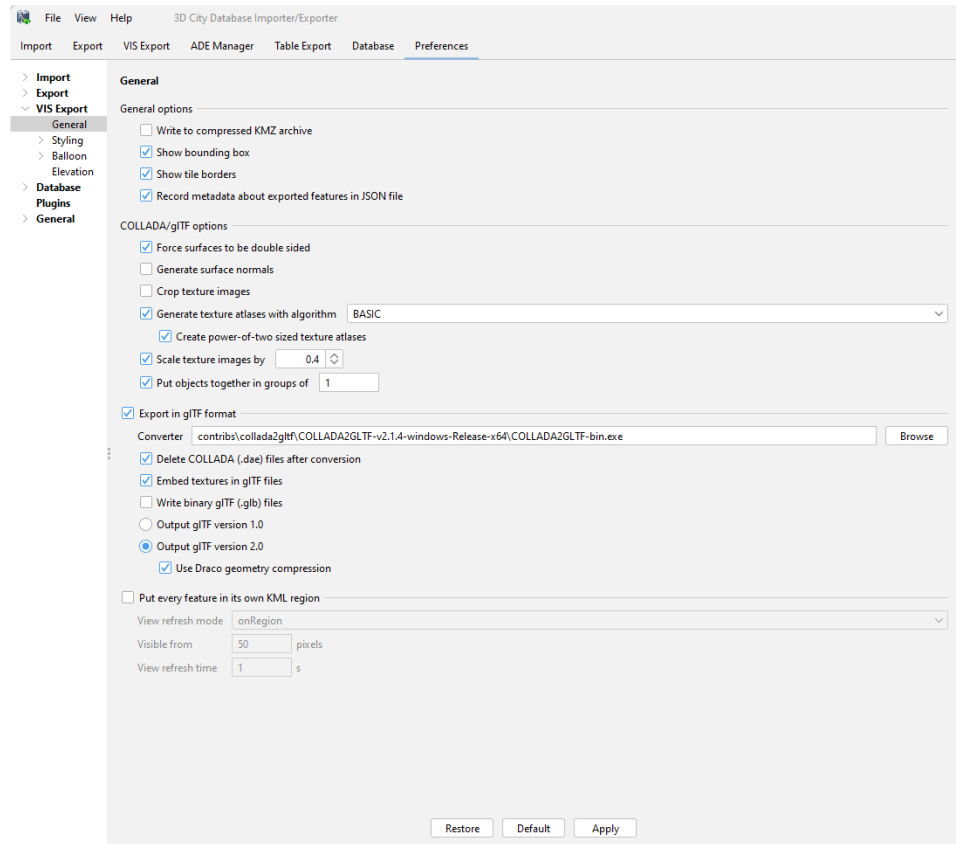 File View Help 3D City Database Importer/Exporter
Import Export VIS Export ADE Manager Table Export Database Preferences
Import
Export
VIS Export
General
Styling
Balloon
Elevation
Database
Plugins
General
General
General options
Write to compressed KMZ archive
Show bounding box
Show tile borders
Record metadata about exported features in JSON file
COLLADA/glTF options
Force surfaces to be double sided
Generate surface normals
Crop texture images
Generate texture atlases with algorithm BASIC
Create power-of-two sized texture atlases
Scale texture images by 0.4
Put objects together in groups of 1
Export in glTF format
Converter contribs\collada2gltf\COLLADA2GLTF-v2.1.4-windows-Release-x64\COLLADA2GLTF-bin.exe Browse
Delete COLLADA (.dae) files after conversion
Embed textures in glTF files
Write binary glTF (.glb) files
Output glTF version 1.0
Output glTF version 2.0
Use Draco geometry compression
Put every feature in its own KML region
View refresh mode onRegion
Visible from 50 pixels
View refresh time 1 s
Restore Default Apply